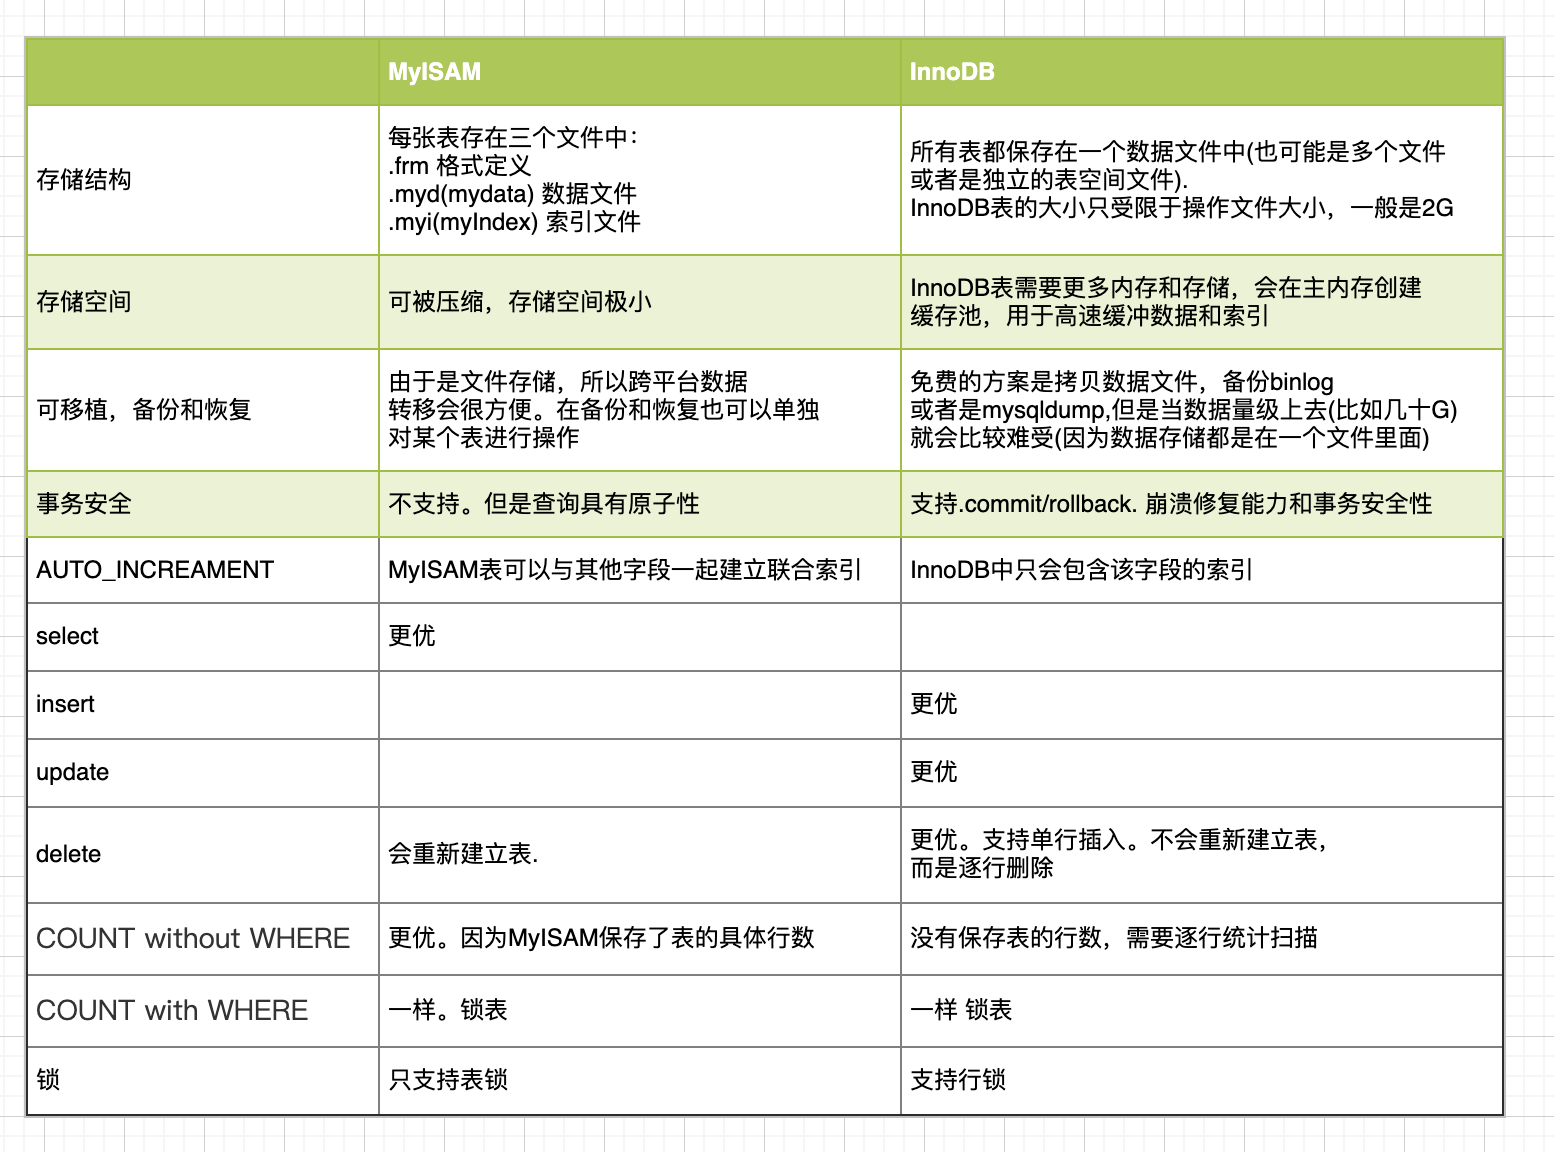 MyISAM
InnoDB
存储结构
每张表存在三个文件中：
.frm 格式定义
.myd(mydata) 数据文件
.myi(myIndex) 索引文件
所有表都保存在一个数据文件中(也可能是多个文件
或者是独立的表空间文件).
InnoDB表的大小只受限于操作文件大小，一般是2G
存储空间
可被压缩，存储空间极小
InnoDB表需要更多内存和存储，会在主内存创建
缓存池，用于高速缓冲数据和索引
可移植，备份和恢复
由于是文件存储，所以跨平台数据
转移会很方便。在备份和恢复也可以单独
对某个表进行操作
免费的方案是拷贝数据文件，备份binlog
或者是mysqldump,但是当数据量级上去(比如几十G)
就会比较难受(因为数据存储都是在一个文件里面)
事务安全
不支持。但是查询具有原子性
支持.commit/rollback. 崩溃修复能力和事务安全性
AUTO_INCREAMENT
MyISAM表可以与其他字段一起建立联合索引
InnoDB中只会包含该字段的索引
select
更优
insert
更优
update
更优
delete
会重新建立表.
更优。支持单行插入。不会重新建立表，
而是逐行删除
COUNT without WHERE
更优。因为MyISAM保存了表的具体行数
没有保存表的行数，需要逐行统计扫描
COUNT with WHERE
一样。锁表
一样 锁表
锁
只支持表锁
支持行锁